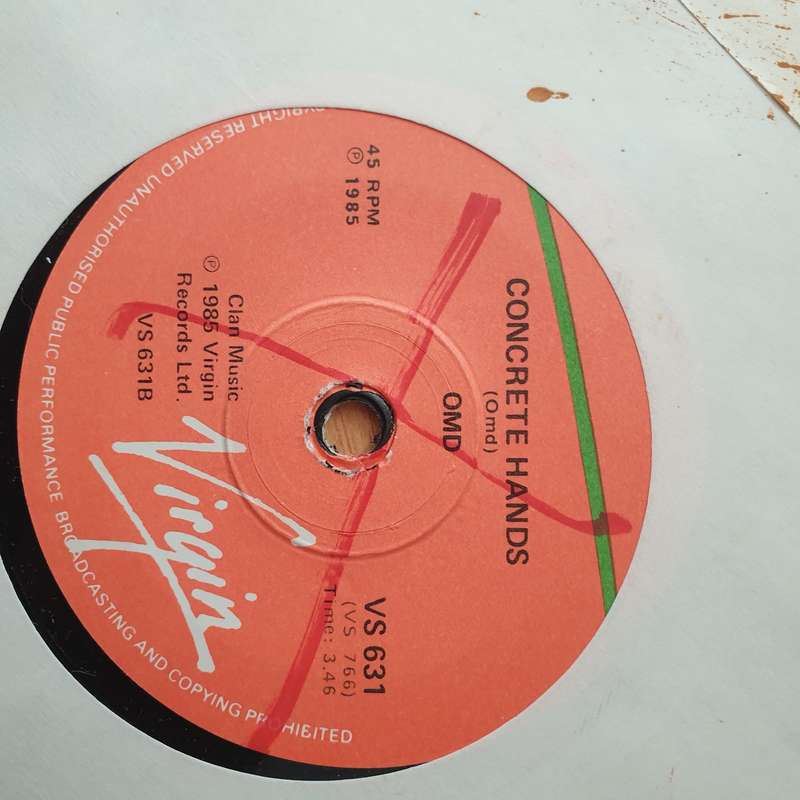 CONCRETE HANDS
(Omd)
OMD
45 RPM
℗ 1985
VS 631
(VS 766)
Time: 3.46
Clan Music
℗ 1985 Virgin
Records Ltd.
VS 631B
Virgin
RIGHT RESERVED UNAUTHORISED PUBLIC PERFORMANCE BROADCASTING AND COPYING PROHIBITED